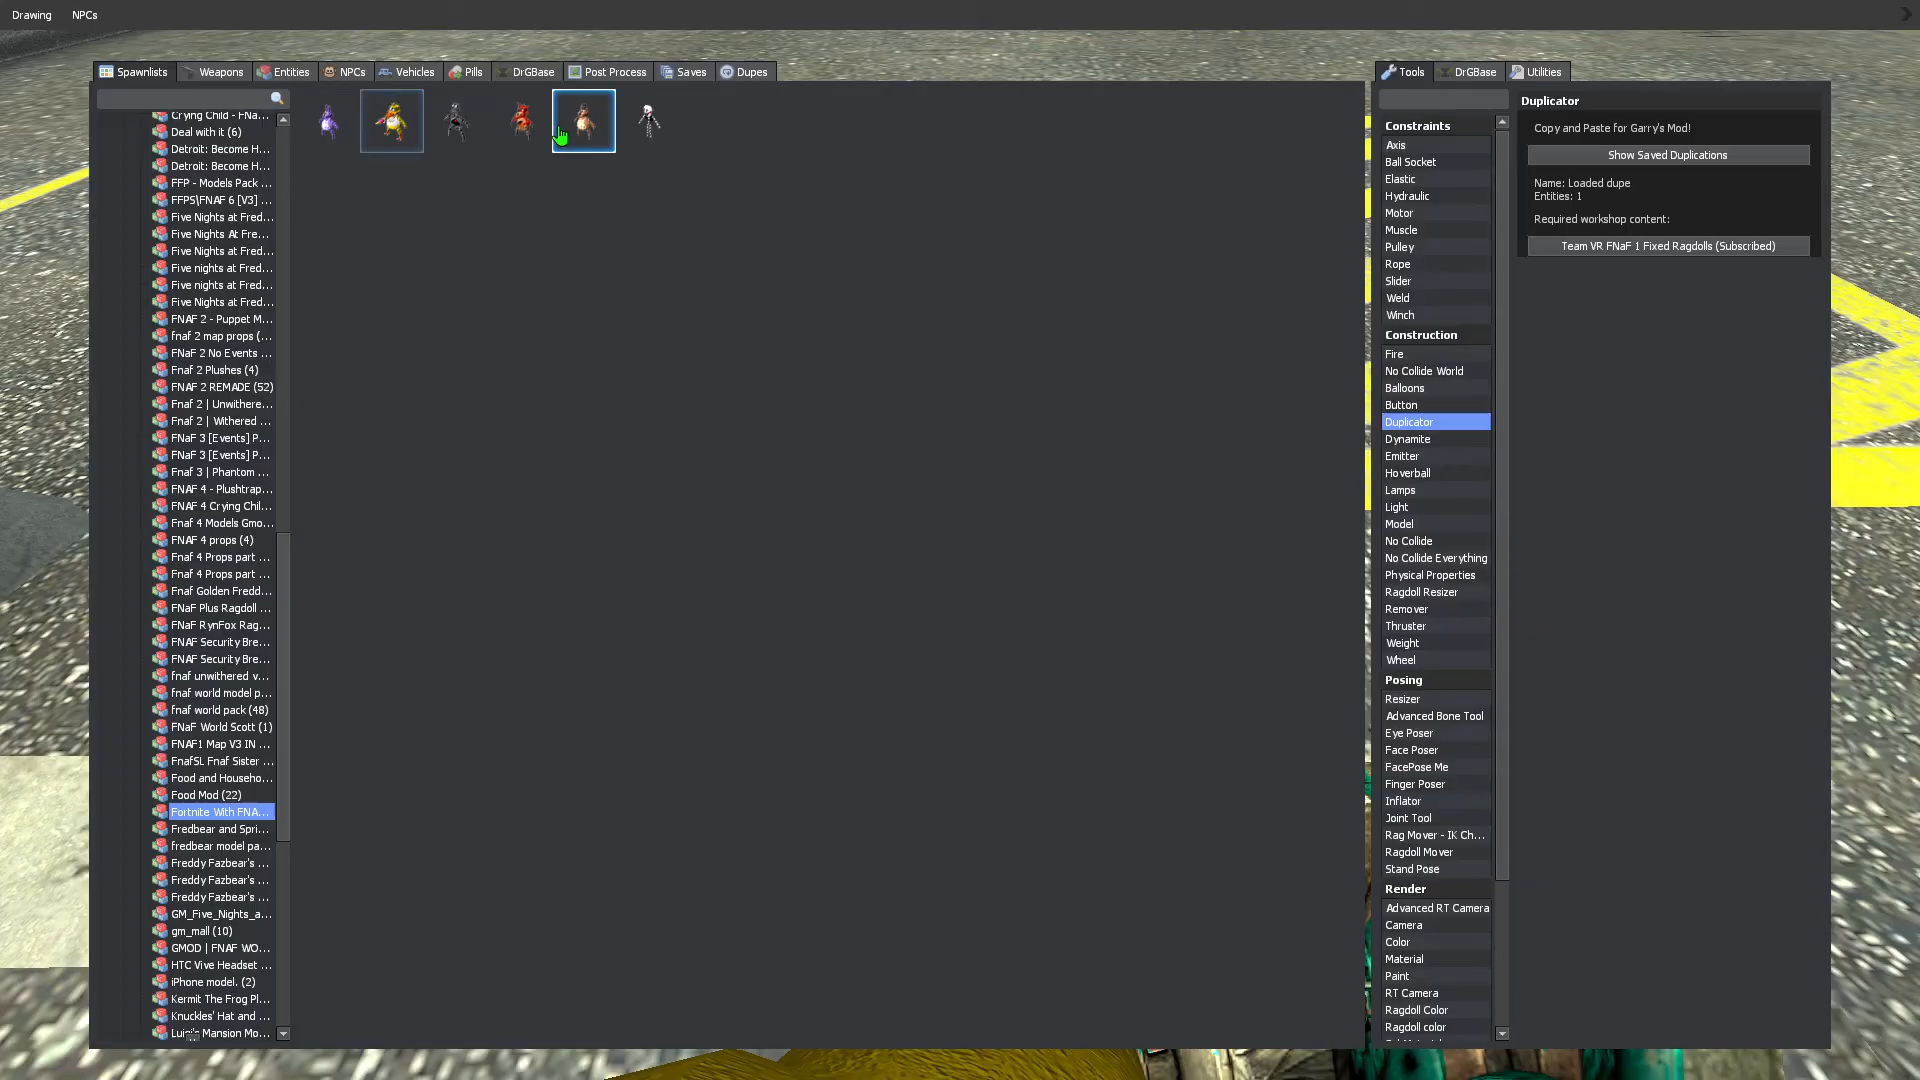 Drawing NPCs
Spawnlists Weapons Entities NPCs Vehicles Pills DrGBase Post Process Saves Dupes
Crying Child - FNa...
Deal with it (6)
Detroit: Become H...
Detroit: Become H...
FFP - Models Pack ...
FFPS\FNAF 6 [V3] ...
Five Nights at Fred...
Five Nights At Fre...
Five Nights at Fred...
Five nights at Fred...
Five nights at Fred...
Five Nights at Fred...
FNAF 2 - Puppet M...
fnaf 2 map props (...
FNaF 2 No Events ...
Fnaf 2 Plushes (4)
FNAF 2 REMADE (52)
Fnaf 2 | Unwithere...
Fnaf 2 | Withered ...
FNaF 3 [Events] P...
FNaF 3 [Events] P...
Fnaf 3 | Phantom ...
FNAF 4 - Plushtrap...
FNAF 4 Crying Chil...
Fnaf 4 Models Gmo...
FNAF 4 props (4)
Fnaf 4 Props part ...
Fnaf 4 Props part ...
Fnaf Golden Fredd...
FNaF Plus Ragdoll ...
FNaF RynFox Rag...
FNAF Security Bre...
FNAF Security Bre...
fnaf unwithered v...
fnaf world model p...
fnaf world pack (48)
FNaF World Scott (1)
FNAF1 Map V3 IN ...
FnafSL Fnaf Sister ...
Food and Househo...
Food Mod (22)
Fortnite With FNA...
Fredbear and Spri...
fredbear model pa...
Freddy Fazbear's ...
Freddy Fazbear's ...
Freddy Fazbear's ...
GM_Five_Nights_a...
gm_mall (10)
GMOD | FNAF WO...
HTC Vive Headset ...
iPhone model. (2)
Kermit The Frog Pl...
Knuckles' Hat and ...
Luigi's Mansion Mo...
Tools DrGBase Utilities
Constraints
Axis
Ball Socket
Elastic
Hydraulic
Motor
Muscle
Pulley
Rope
Slider
Weld
Winch
Construction
Fire
No Collide World
Balloons
Button
Duplicator
Dynamite
Emitter
Hoverball
Lamps
Light
Model
No Collide
No Collide Everything
Physical Properties
Ragdoll Resizer
Remover
Thruster
Weight
Wheel
Posing
Resizer
Advanced Bone Tool
Eye Poser
Face Poser
FacePose Me
Finger Poser
Inflator
Joint Tool
Rag Mover - IK Ch...
Ragdoll Mover
Stand Pose
Render
Advanced RT Camera
Camera
Color
Material
Paint
RT Camera
Ragdoll Color
Ragdoll color
Duplicator
Copy and Paste for Garry's Mod!
Show Saved Duplications
Name: Loaded dupe
Entities: 1
Required workshop content:
Team VR FNaF 1 Fixed Ragdolls (Subscribed)